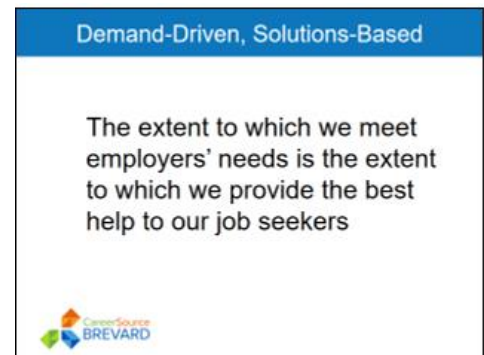 Demand-Driven, Solutions-Based
The extent to which we meet
employers' needs is the extent
to which we provide the best
help to our job seekers
CareerSource
BREVARD